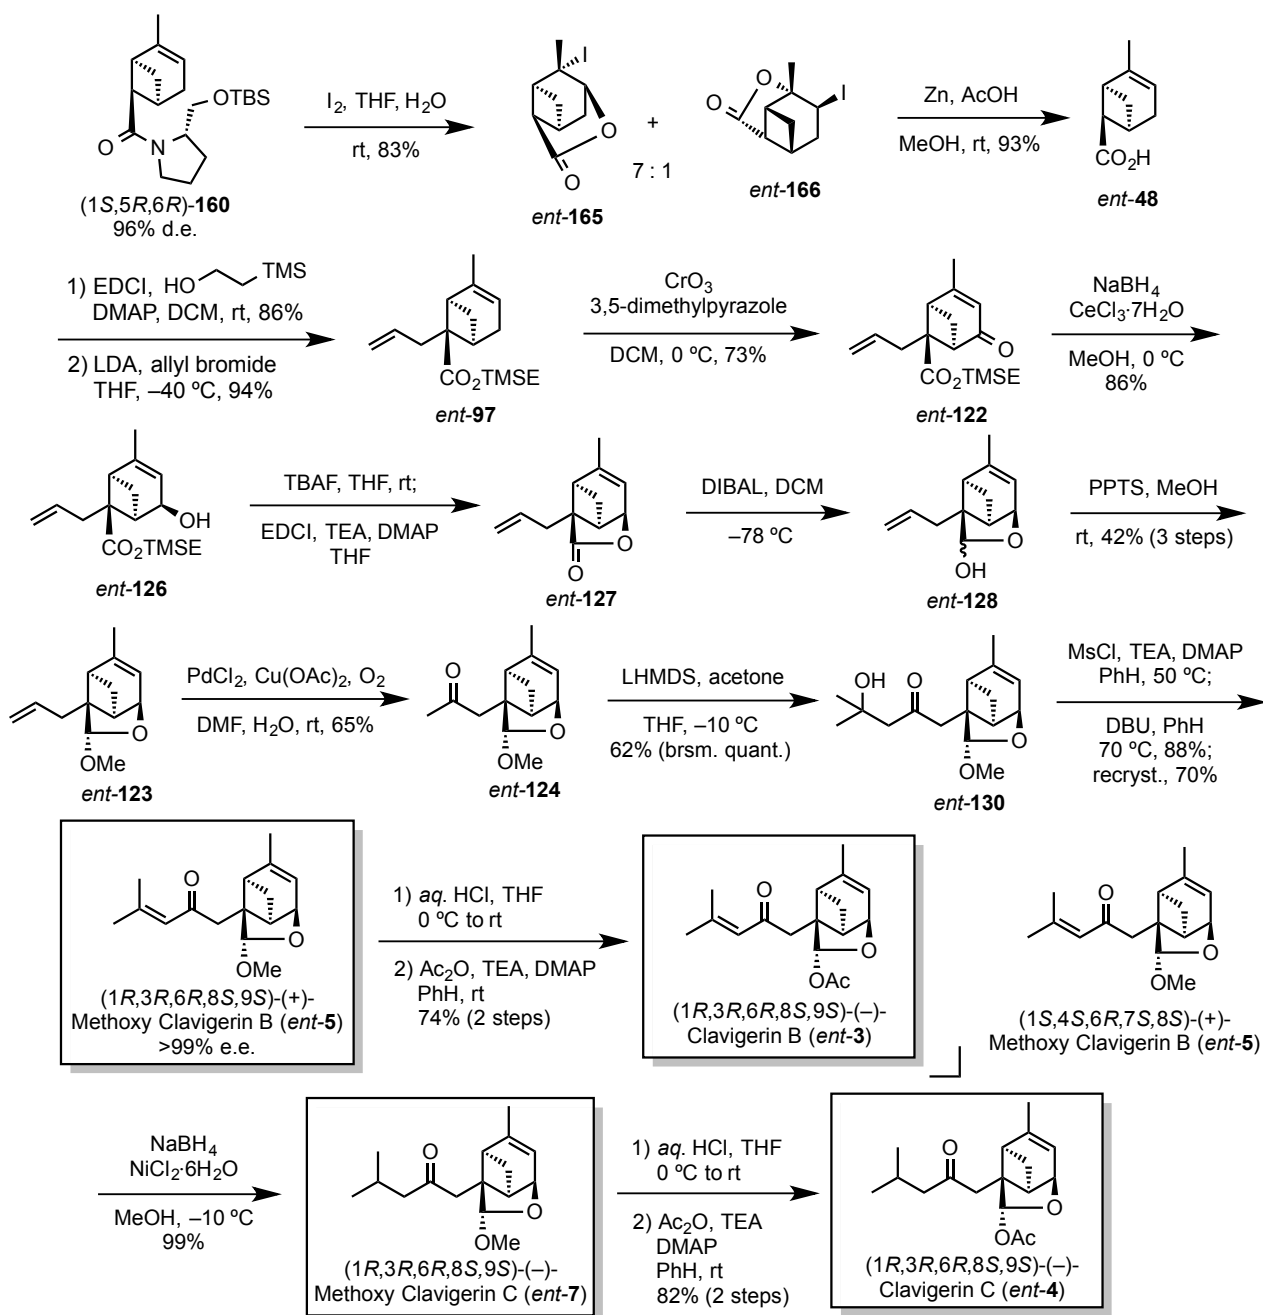 OTBS
O
N
(1S,5R,6R)-160
96% d.e.
I2, THF, H2O
rt, 83%
I
O
O
ent-165
+
7 : 1
O
O
I
ent-166
Zn, AcOH
MeOH, rt, 93%
CO2H
ent-48
1) EDCI, HO TMS
DMAP, DCM, rt, 86%
2) LDA, allyl bromide
THF, –40 ºC, 94%
CO2TMSE
ent-97
CrO3
3,5-dimethylpyrazole
DCM, 0 ºC, 73%
O
CO2TMSE
ent-122
NaBH4
CeCl3·7H2O
MeOH, 0 ºC
86%
OH
CO2TMSE
ent-126
TBAF, THF, rt;
EDCI, TEA, DMAP
THF
O
O
ent-127
DIBAL, DCM
–78 ºC
O
OH
ent-128
PPTS, MeOH
rt, 42% (3 steps)
O
OMe
ent-123
PdCl2, Cu(OAc)2, O2
DMF, H2O, rt, 65%
O
O
OMe
ent-124
LHMDS, acetone
THF, –10 ºC
62% (brsm. quant.)
OH O
O
OMe
ent-130
MsCl, TEA, DMAP
PhH, 50 ºC;
DBU, PhH
70 ºC, 88%;
recryst., 70%
O
O
OMe
(1R,3R,6R,8S,9S)-(+)-
Methoxy Clavigerin B (ent-5)
>99% e.e.
1) aq. HCl, THF
0 ºC to rt
2) Ac2O, TEA, DMAP
PhH, rt
74% (2 steps)
O
O
OAc
(1R,3R,6R,8S,9S)-(–)-
Clavigerin B (ent-3)
O
O
OMe
(1S,4S,6R,7S,8S)-(+)-
Methoxy Clavigerin B (ent-5)
NaBH4
NiCl2·6H2O
MeOH, –10 ºC
99%
O
O
OMe
(1R,3R,6R,8S,9S)-(–)-
Methoxy Clavigerin C (ent-7)
1) aq. HCl, THF
0 ºC to rt
2) Ac2O, TEA
DMAP
PhH, rt
82% (2 steps)
O
O
OAc
(1R,3R,6R,8S,9S)-(–)-
Clavigerin C (ent-4)